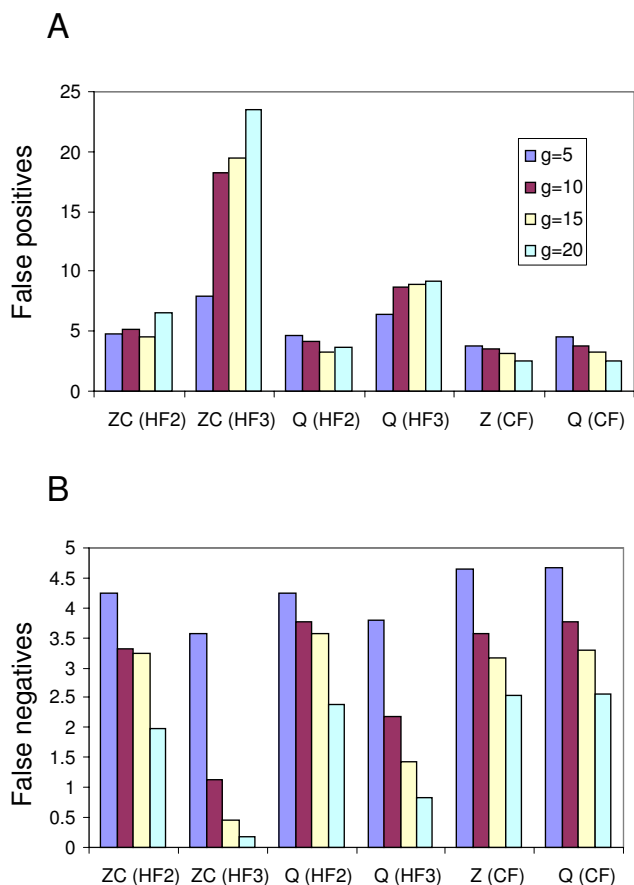 A
25
20
15
10
5
0
False positives
g=5
g=10
g=15
g=20
ZC (HF2) ZC (HF3) Q (HF2) Q (HF3) Z (CF) Q (CF)
B
5
4.5
4
3.5
3
2.5
2
1.5
1
0.5
0
False negatives
ZC (HF2) ZC (HF3) Q (HF2) Q (HF3) Z (CF) Q (CF)